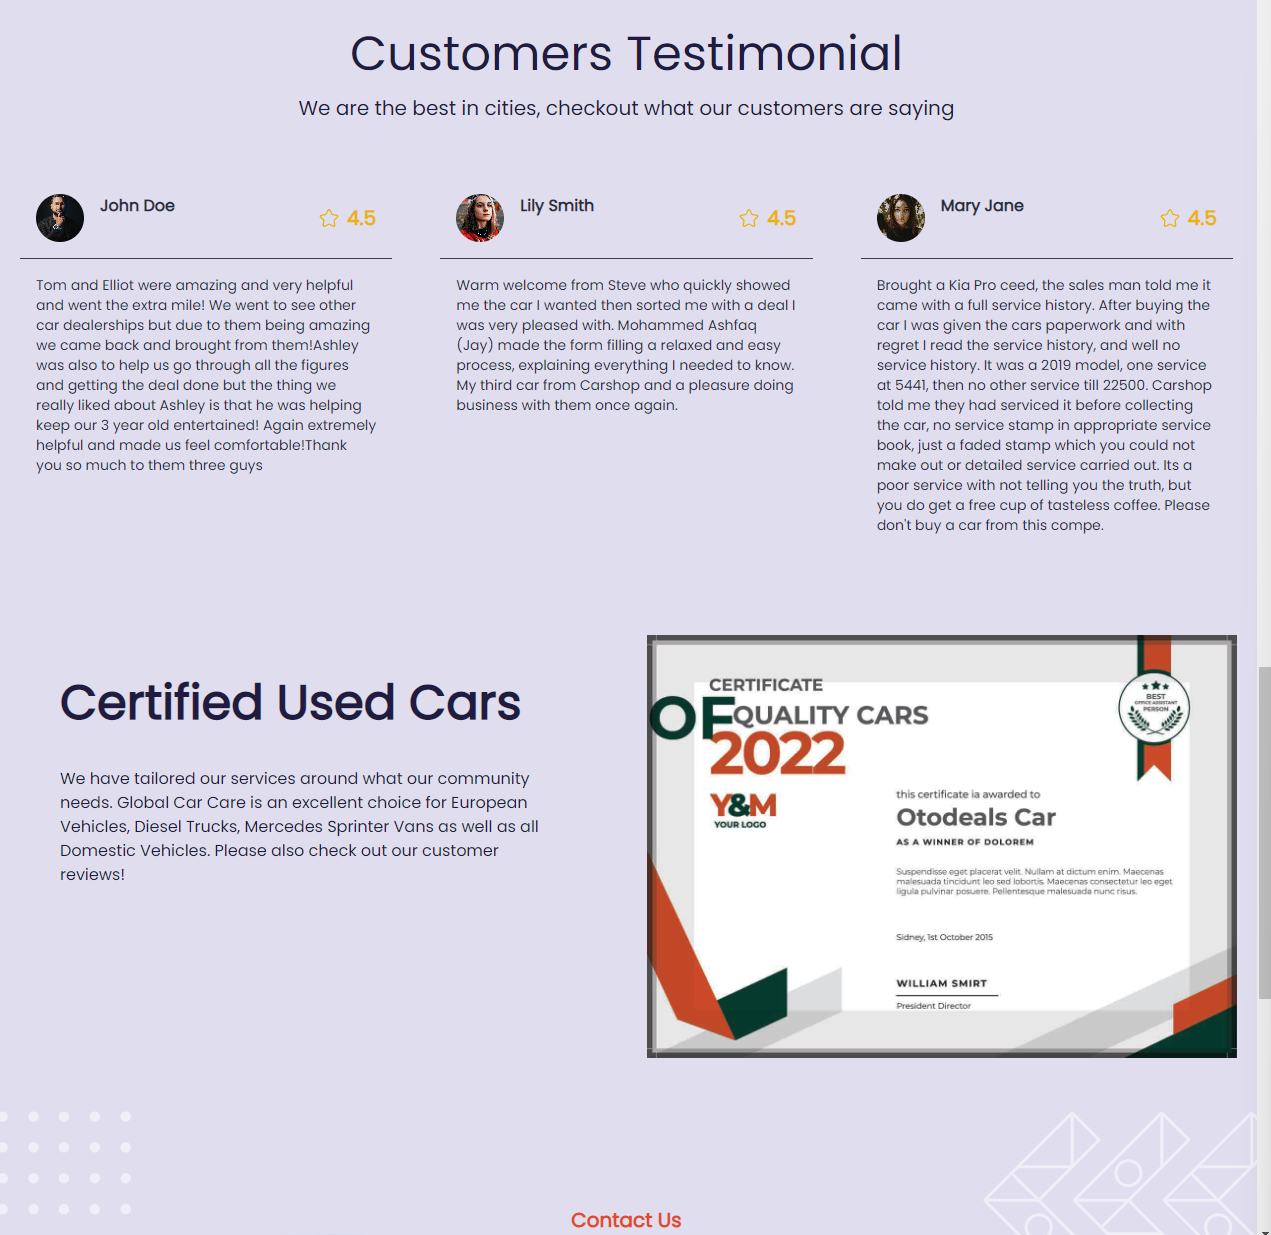 Customers Testimonial
We are the best in cities, checkout what our customers are saying
John Doe
4.5
Tom and Elliot were amazing and very helpful
and went the extra mile! We went to see other
car dealerships but due to them being amazing
we came back and brought from them!Ashley
was also to help us go through all the figures
and getting the deal done but the thing we
really liked about Ashley is that he was helping
keep our 3 year old entertained! Again extremely
helpful and made us feel comfortable!Thank
you so much to them three guys
Lily Smith
4.5
Warm welcome from Steve who quickly showed
me the car I wanted then sorted me with a deal I
was very pleased with. Mohammed Ashfaq
(Jay) made the form filling a relaxed and easy
process, explaining everything I needed to know.
My third car from Carshop and a pleasure doing
business with them once again.
Mary Jane
4.5
Brought a Kia Pro ceed, the sales man told me it
came with a full service history. After buying the
car I was given the cars paperwork and with
regret I read the service history, and well no
service history. It was a 2019 model, one service
at 5441, then no other service till 22500. Carshop
told me they had serviced it before collecting
the car, no service stamp in appropriate service
book, just a faded stamp which you could not
make out or detailed service carried out. Its a
poor service with not telling you the truth, but
you do get a free cup of tasteless coffee. Please
don't buy a car from this compe.
Certified Used Cars
We have tailored our services around what our community
needs. Global Car Care is an excellent choice for European
Vehicles, Diesel Trucks, Mercedes Sprinter Vans as well as all
Domestic Vehicles. Please also check out our customer
reviews!
CERTIFICATE
OF QUALITY CARS
2022
Y&M
YOUR LOGO
BEST
OFFICE ASSISTANT
PERSON
this certificate ia awarded to
Otodeals Car
AS A WINNER OF DOLOREM
Suspendisse eget placerat velit. Nullam at dictum enim. Maecenas
malesuada tincidunt leo sed lobortis. Maecenas consectetur leo eget
ligula pulvinar posuere. Pellentesque malesuada nunc risus.
Sidney, 1st October 2015
WILLIAM SMIRT
President Director
Contact Us